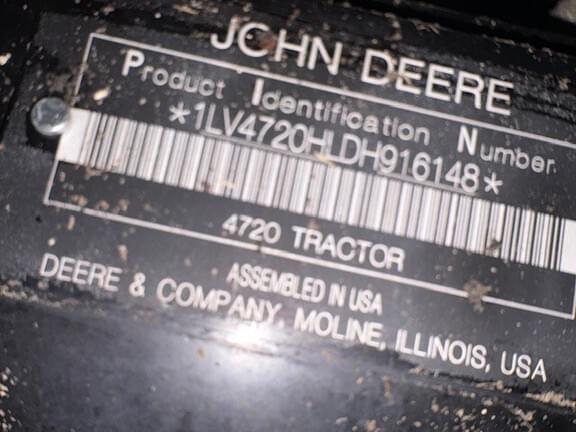 JOHN DEERE
Product Identification Number
*1LV4720HLDH916148*
4720 TRACTOR
ASSEMBLED IN USA
DEERE & COMPANY, MOLINE, ILLINOIS, USA